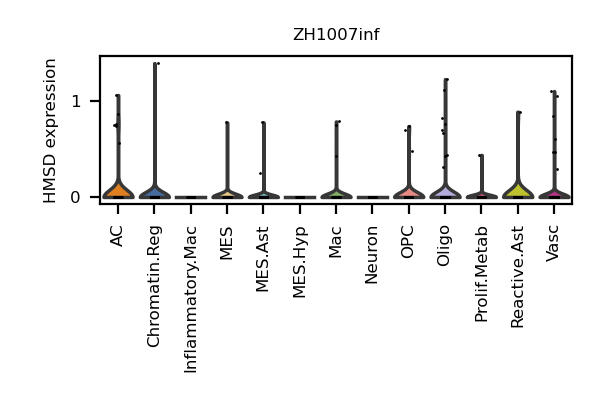 ZH1007inf
HMSD expression
1
0
AC
Chromatin.Reg
Inflammatory.Mac
MES
MES.Ast
MES.Hyp
Mac
Neuron
OPC
Oligo
Prolif.Metab
Reactive.Ast
Vasc